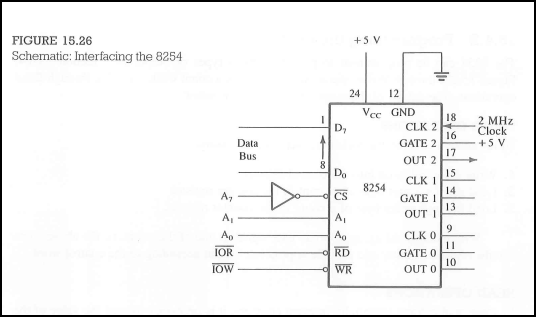 FIGURE 15.26
Schematic: Interfacing the 8254
+5 V
24 12
VCC GND
1 D7 CLK 2 18 2 MHz Clock
Data Bus
GATE 2 16 +5 V
8 D0 OUT 2 17
A7 CS 8254 CLK 1 15
A1 A1 GATE 1 14
OUT 1 13
A0 A0 CLK 0 9
IOR RD GATE 0 11
IOW WR OUT 0 10